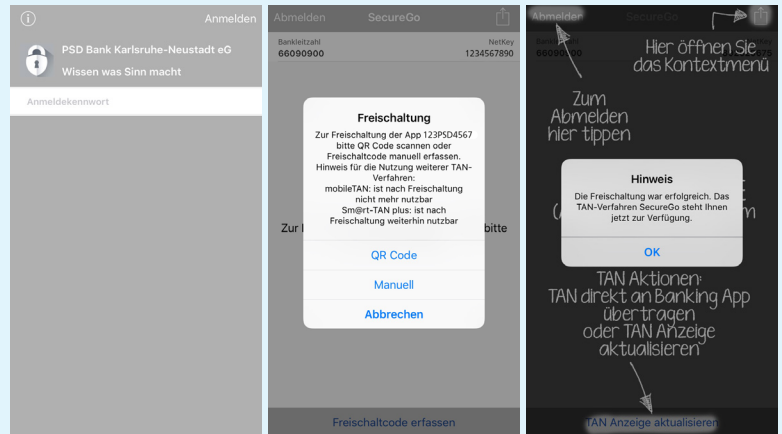 Anmelden
PSD Bank Karlsruhe-Neustadt eG
Wissen was Sinn macht
Anmeldekennwort
Abmelden SecureGo
Bankleitzahl NetKey
66090900 1234567890
Freischaltung
Zur Freischaltung der App 123PSD4567
bitte QR Code scannen oder
Freischaltcode manuell erfassen.
Hinweis für die Nutzung weiterer TAN-
Verfahren:
mobileTAN: ist nach Freischaltung
nicht mehr nutzbar
Sm@rt-TAN plus: ist nach
Freischaltung weiterhin nutzbar
Zur bitte
QR Code
Manuell
Abbrechen
Freischaltcode erfassen
Abmelden SecureGo
Hier öffnen Sie
das Kontextmenü
Zum
Abmelden
hier tippen
Hinweis
Die Freischaltung war erfolgreich. Das
TAN-Verfahren SecureGo steht Ihnen
jetzt zur Verfügung.
OK
TAN Aktionen:
TAN direkt an Banking App
übertragen
oder TAN Anzeige
aktualisieren
TAN Anzeige aktualisieren